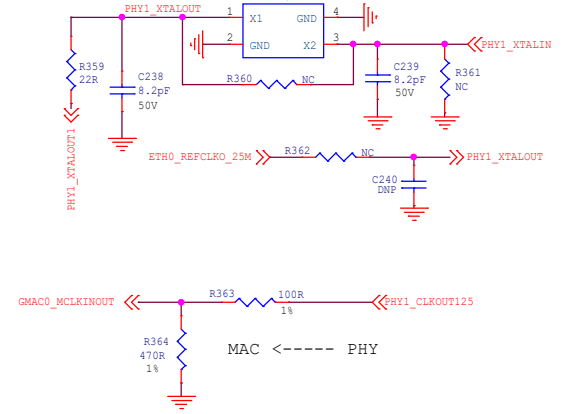 PHY1_XTALOUT
1
X1
GND
4
2
GND
X2
3
PHY1_XTALIN
R359
22R
C238
8.2pF
50V
R360
NC
C239
8.2pF
50V
R361
NC
PHY1_XTALOUT1
ETH0_REFCLKO_25M
R362
NC
PHY1_XTALOUT
C240
DNP
GMAC0_MCLKINOUT
R363
100R
1%
PHY1_CLKOUT125
R364
470R
1%
MAC <----- PHY